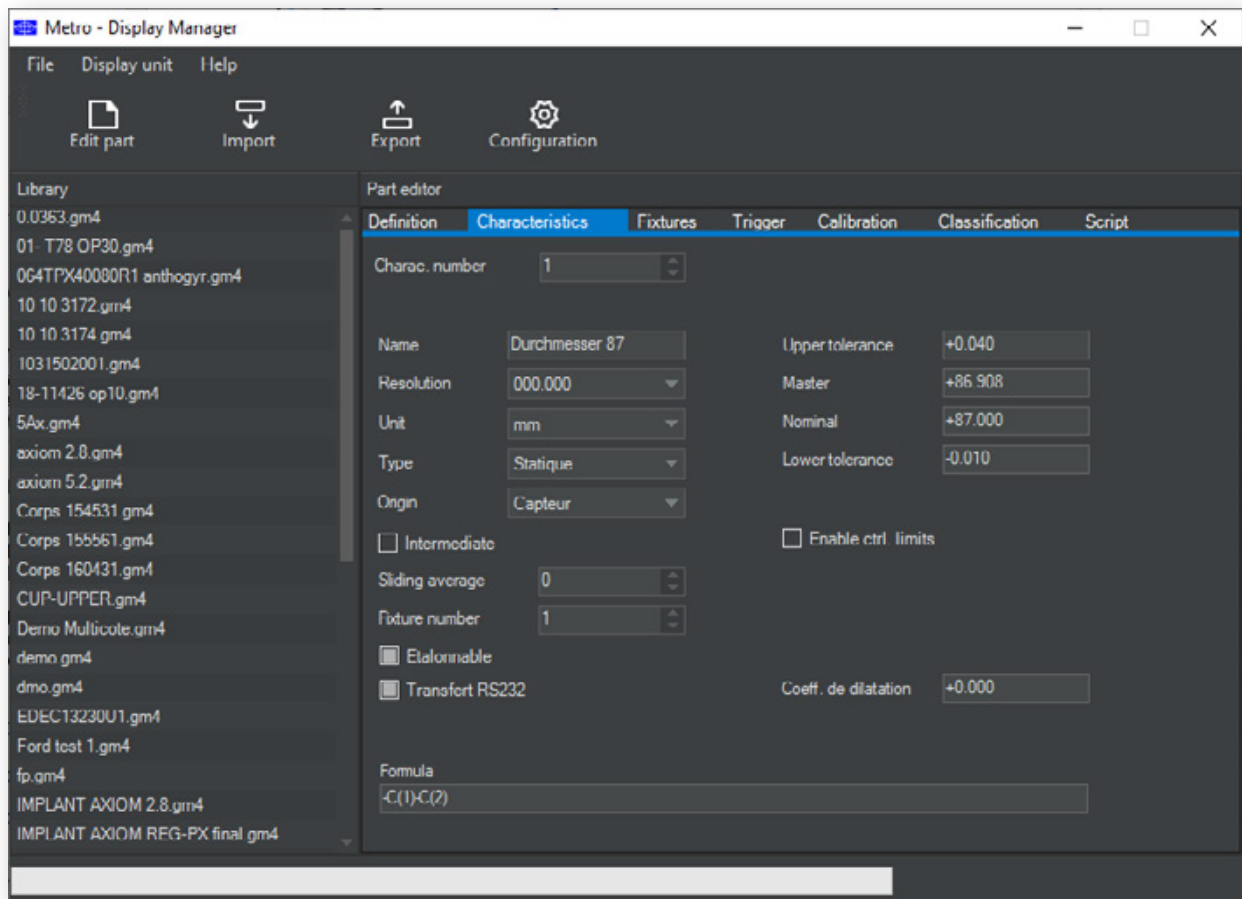 Metro - Display Manager
File Display unit Help
Edit part Import Export Configuration
Library
0.0363.gm4
01- T78 OP30.gm4
064TPX40080R1 anthogyr.gm4
10 10 3172.gm4
10 10 3174 gm4
1031502001.gm4
18-11426 op10.gm4
5Ax.gm4
axiom 2.8.gm4
axiom 5.2.gm4
Corps 154531 gm4
Corps 155561.gm4
Corps 160431.gm4
CUP-UPPER.gm4
Demo Multicote.gm4
demo.gm4
dmo.gm4
EDEC13230U1.gm4
Ford test 1.gm4
fp.gm4
IMPLANT AXIOM 2.8.gm4
IMPLANT AXIOM REG-PX final gm4
Part editor
Definition Characteristics Fixtures Trigger Calibration Classification Script
Charac. number 1
Name Durchmesser 87
Resolution 000.000
Unit mm
Type Statique
Origin Capteur
Intermediate
Sliding average 0
Fixture number 1
Etalonnable
Transfert RS232
Upper tolerance +0.040
Master +86.908
Nominal +87.000
Lower tolerance -0.010
Enable ctrl. limits
Coeff. de dilatation +0.000
Formula
-C(1)-C(2)